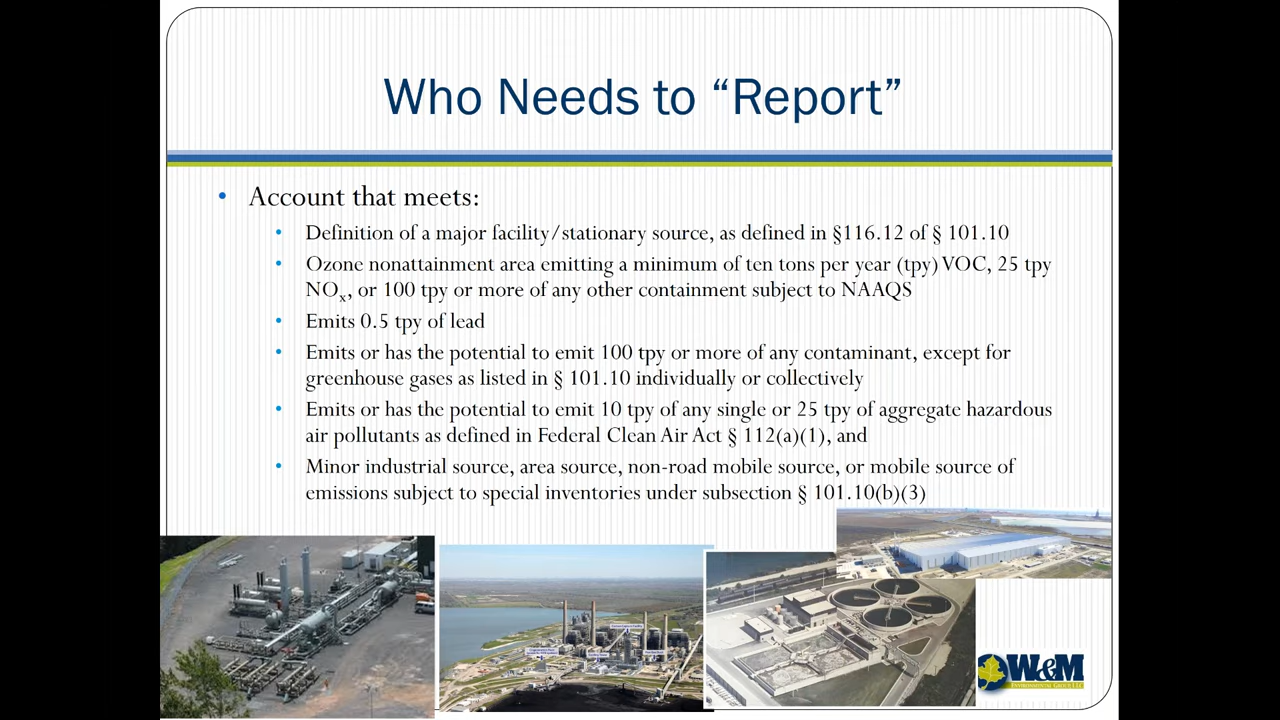 Who Needs to “Report”
• Account that meets:
• Definition of a major facility/stationary source, as defined in §116.12 of § 101.10
• Ozone nonattainment area emitting a minimum of ten tons per year (tpy) VOC, 25 tpy
NOx, or 100 tpy or more of any other containment subject to NAAQS
• Emits 0.5 tpy of lead
• Emits or has the potential to emit 100 tpy or more of any contaminant, except for
greenhouse gases as listed in § 101.10 individually or collectively
• Emits or has the potential to emit 10 tpy of any single or 25 tpy of aggregate hazardous
air pollutants as defined in Federal Clean Air Act § 112(a)(1), and
• Minor industrial source, area source, non-road mobile source, or mobile source of
emissions subject to special inventories under subsection § 101.10(b)(3)
W&M
Environmental Group LLC